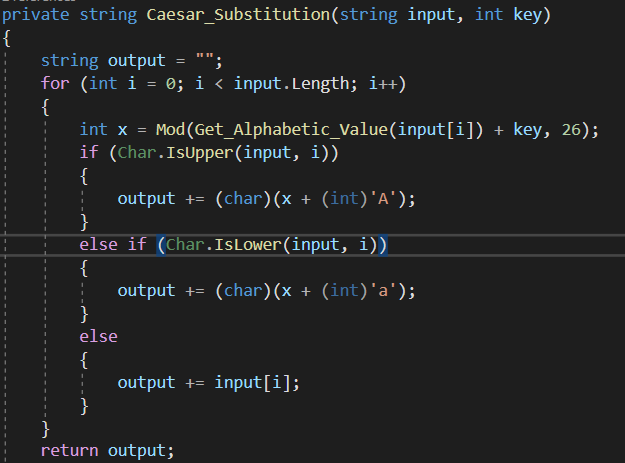 private string Caesar_Substitution(string input, int key)
{
string output = "";
for (int i = 0; i < input.Length; i++)
{
int x = Mod(Get_Alphabetic_Value(input[i]) + key, 26);
if (Char.IsUpper(input, i))
{
output += (char)(x + (int)'A');
}
else if (Char.IsLower(input, i))
{
output += (char)(x + (int)'a');
}
else
{
output += input[i];
}
}
return output;